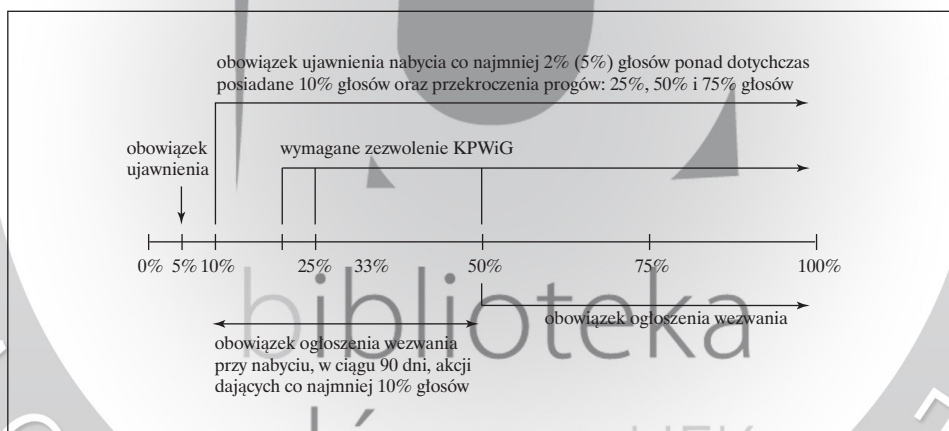 obowiązek ujawnienia nabycia co najmniej 2% (5%) głosów ponad dotychczas
posiadane 10% głosów oraz przekroczenia progów: 25%, 50% i 75% głosów
obowiązek
ujawnienia
wymagane zezwolenie KPWiG
0% 5% 10% 25% 33% 50% 75% 100%
obowiązek ogłoszenia wezwania
obowiązek ogłoszenia wezwania
przy nabyciu, w ciągu 90 dni, akcji
dających co najmniej 10% głosów
biblioteka